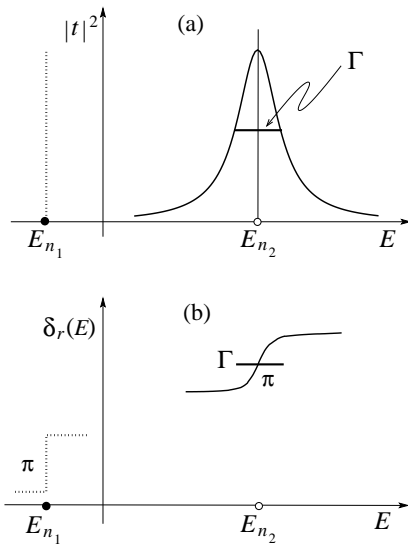 |t|² (a)
Γ
E_{n_1} E_{n_2} E
δ_r(E) (b)
Γ
π
π
E_{n_1} E_{n_2} E